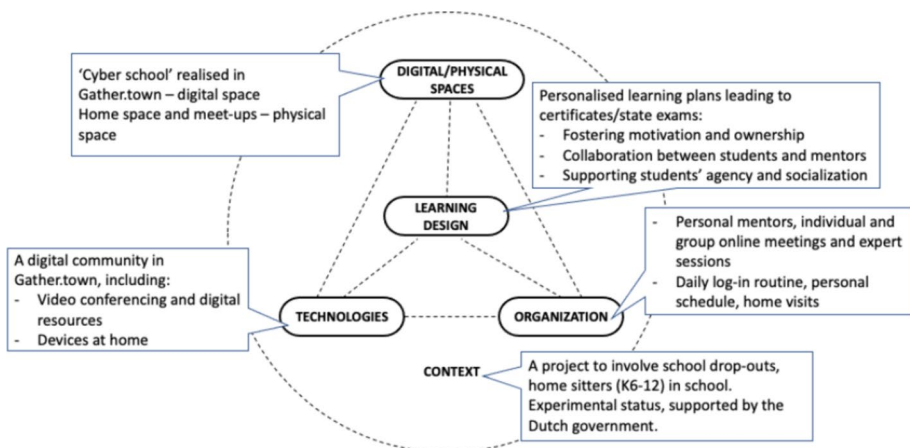 'Cyber school' realised in
Gather.town – digital space
Home space and meet-ups – physical
space
DIGITAL/PHYSICAL
SPACES
Personalised learning plans leading to
certificates/state exams:
- Fostering motivation and ownership
- Collaboration between students and mentors
- Supporting students' agency and socialization
LEARNING
DESIGN
- Personal mentors, individual and
group online meetings and expert
sessions
- Daily log-in routine, personal
schedule, home visits
A digital community in
Gather.town, including:
- Video conferencing and digital
resources
- Devices at home
TECHNOLOGIES
ORGANIZATION
CONTEXT
A project to involve school drop-outs,
home sitters (K6-12) in school.
Experimental status, supported by the
Dutch government.